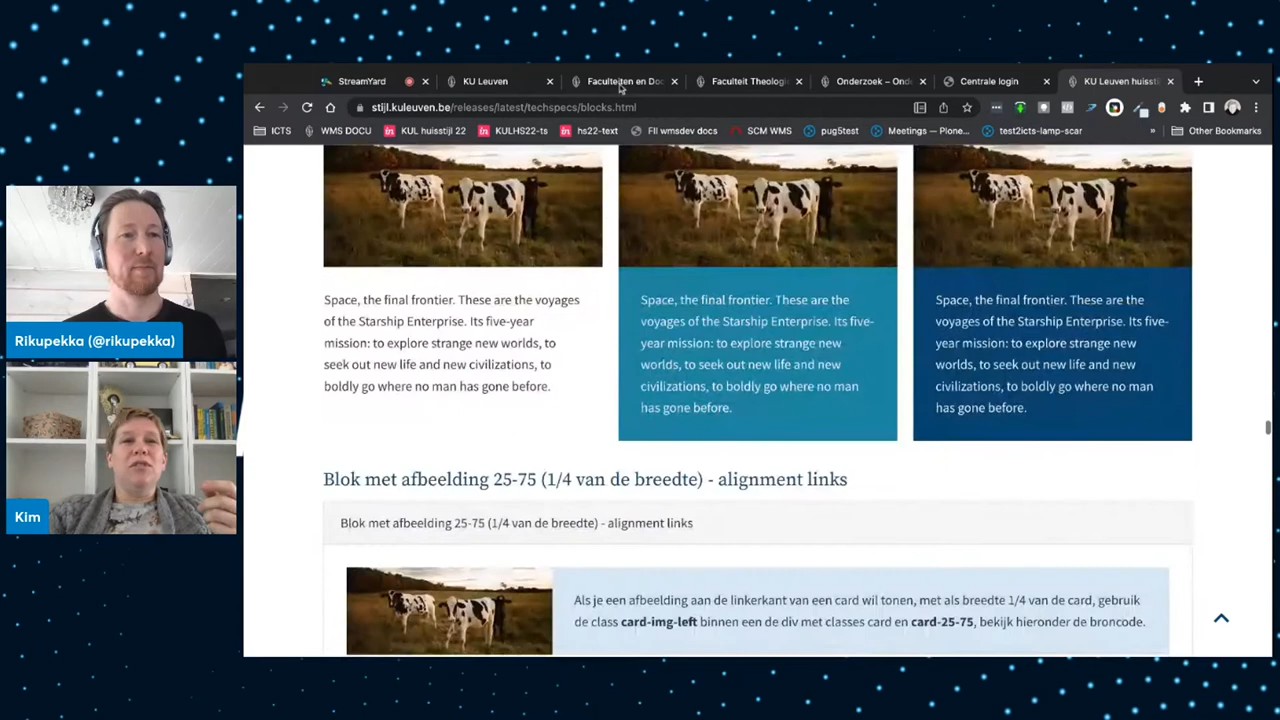 StreamYard
KU Leuven
Faculteiten en Doc
Faculteit Theologi
Onderzoek – Ond
Centrale login
KU Leuven huissti
stijl.kuleuven.be/releases/latest/techspecs/blocks.html
ICTS
WMS DOCU
in KUL huisstijl 22
in KULHS22-ts
in hs22-text
FII wmsdev docs
SCM WMS
pug5test
Meetings — Plone...
test2icts-lamp-scar
»
Other Bookmarks
Space, the final frontier. These are the voyages
of the Starship Enterprise. Its five-year
mission: to explore strange new worlds, to
seek out new life and new civilizations, to
boldly go where no man has gone before.
Space, the final frontier. These are the
voyages of the Starship Enterprise. Its five-
year mission: to explore strange new
worlds, to seek out new life and new
civilizations, to boldly go where no man
has gone before.
Space, the final frontier. These are the
voyages of the Starship Enterprise. Its five-
year mission: to explore strange new
worlds, to seek out new life and new
civilizations, to boldly go where no man
has gone before.
Blok met afbeelding 25-75 (1/4 van de breedte) - alignment links
Blok met afbeelding 25-75 (1/4 van de breedte) - alignment links
Als je een afbeelding aan de linkerkant van een card wil tonen, met als breedte 1/4 van de card, gebruik
de class card-img-left binnen een de div met classes card en card-25-75, bekijk hieronder de broncode.
Rikupekka (@rikupekka)
Kim